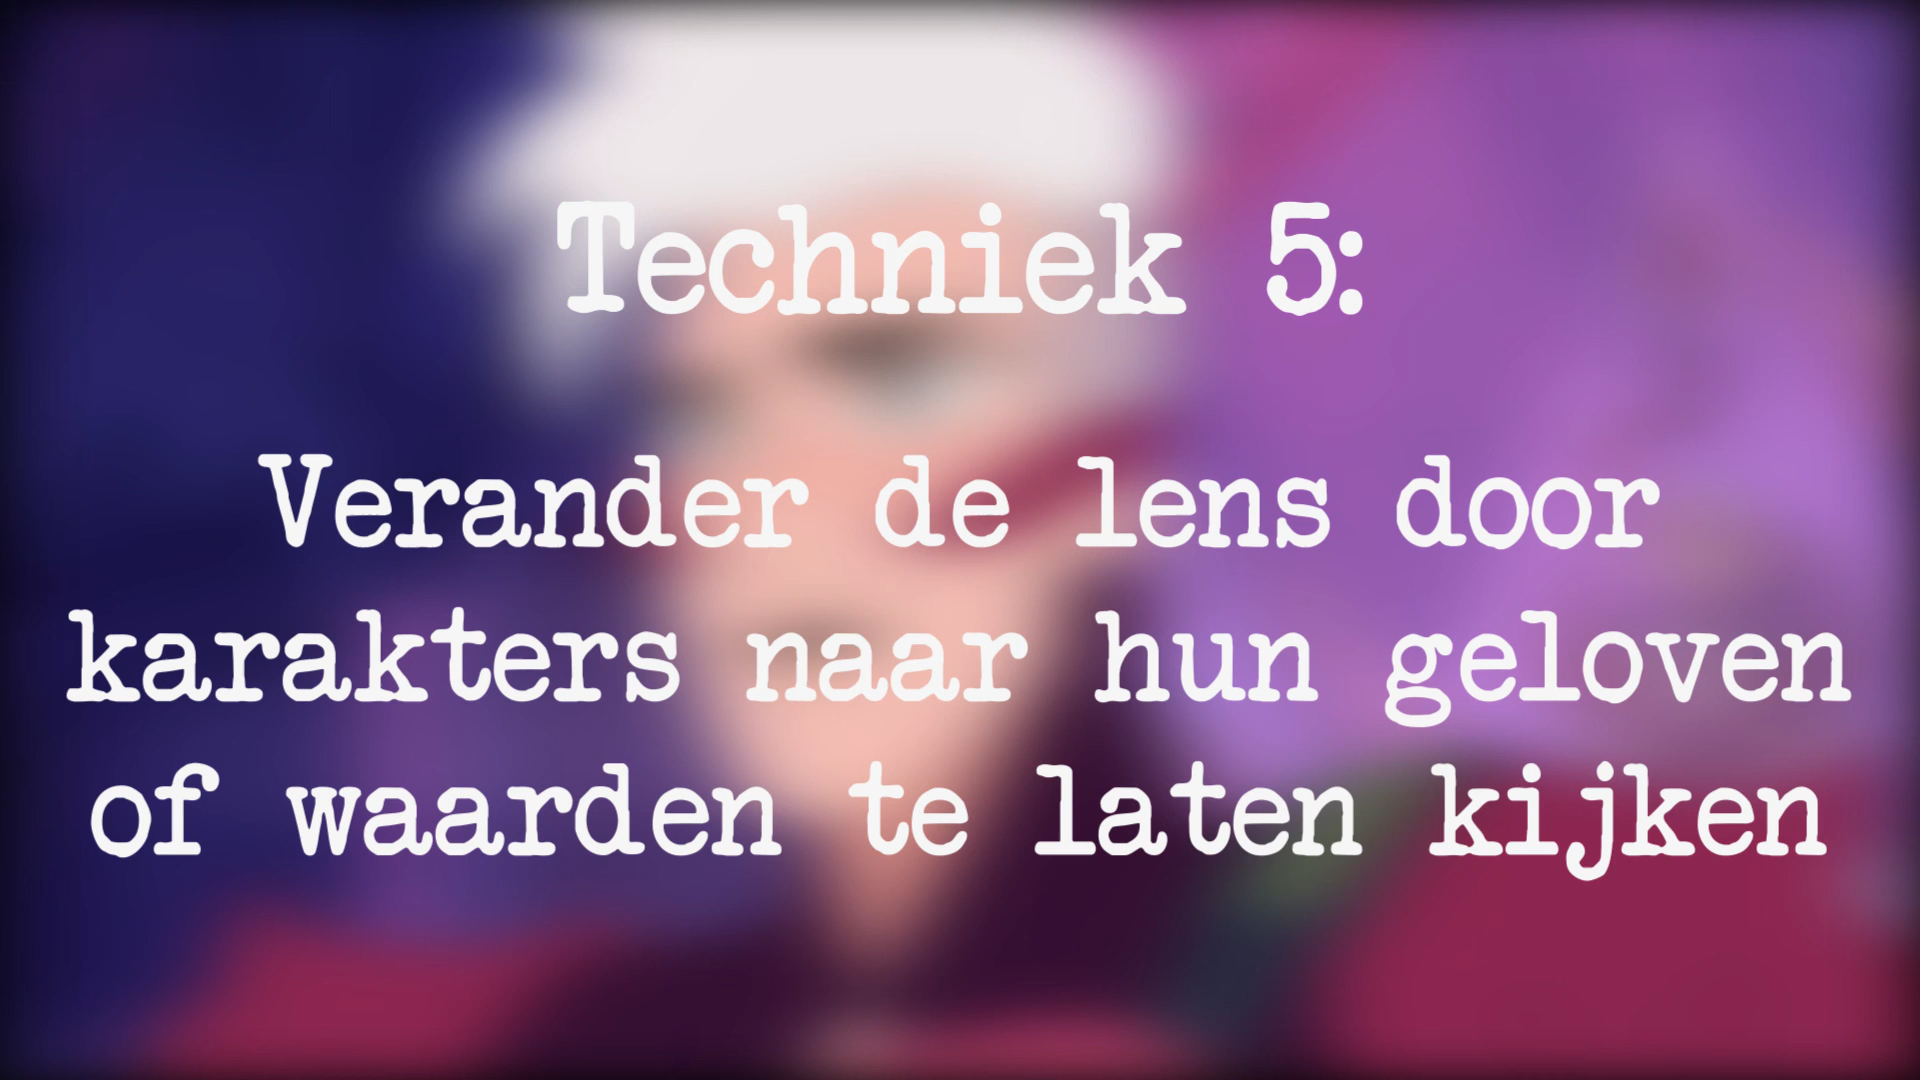 Techniek 5:
Verander de lens door
karakters naar hun geloven
of waarden te laten kijken